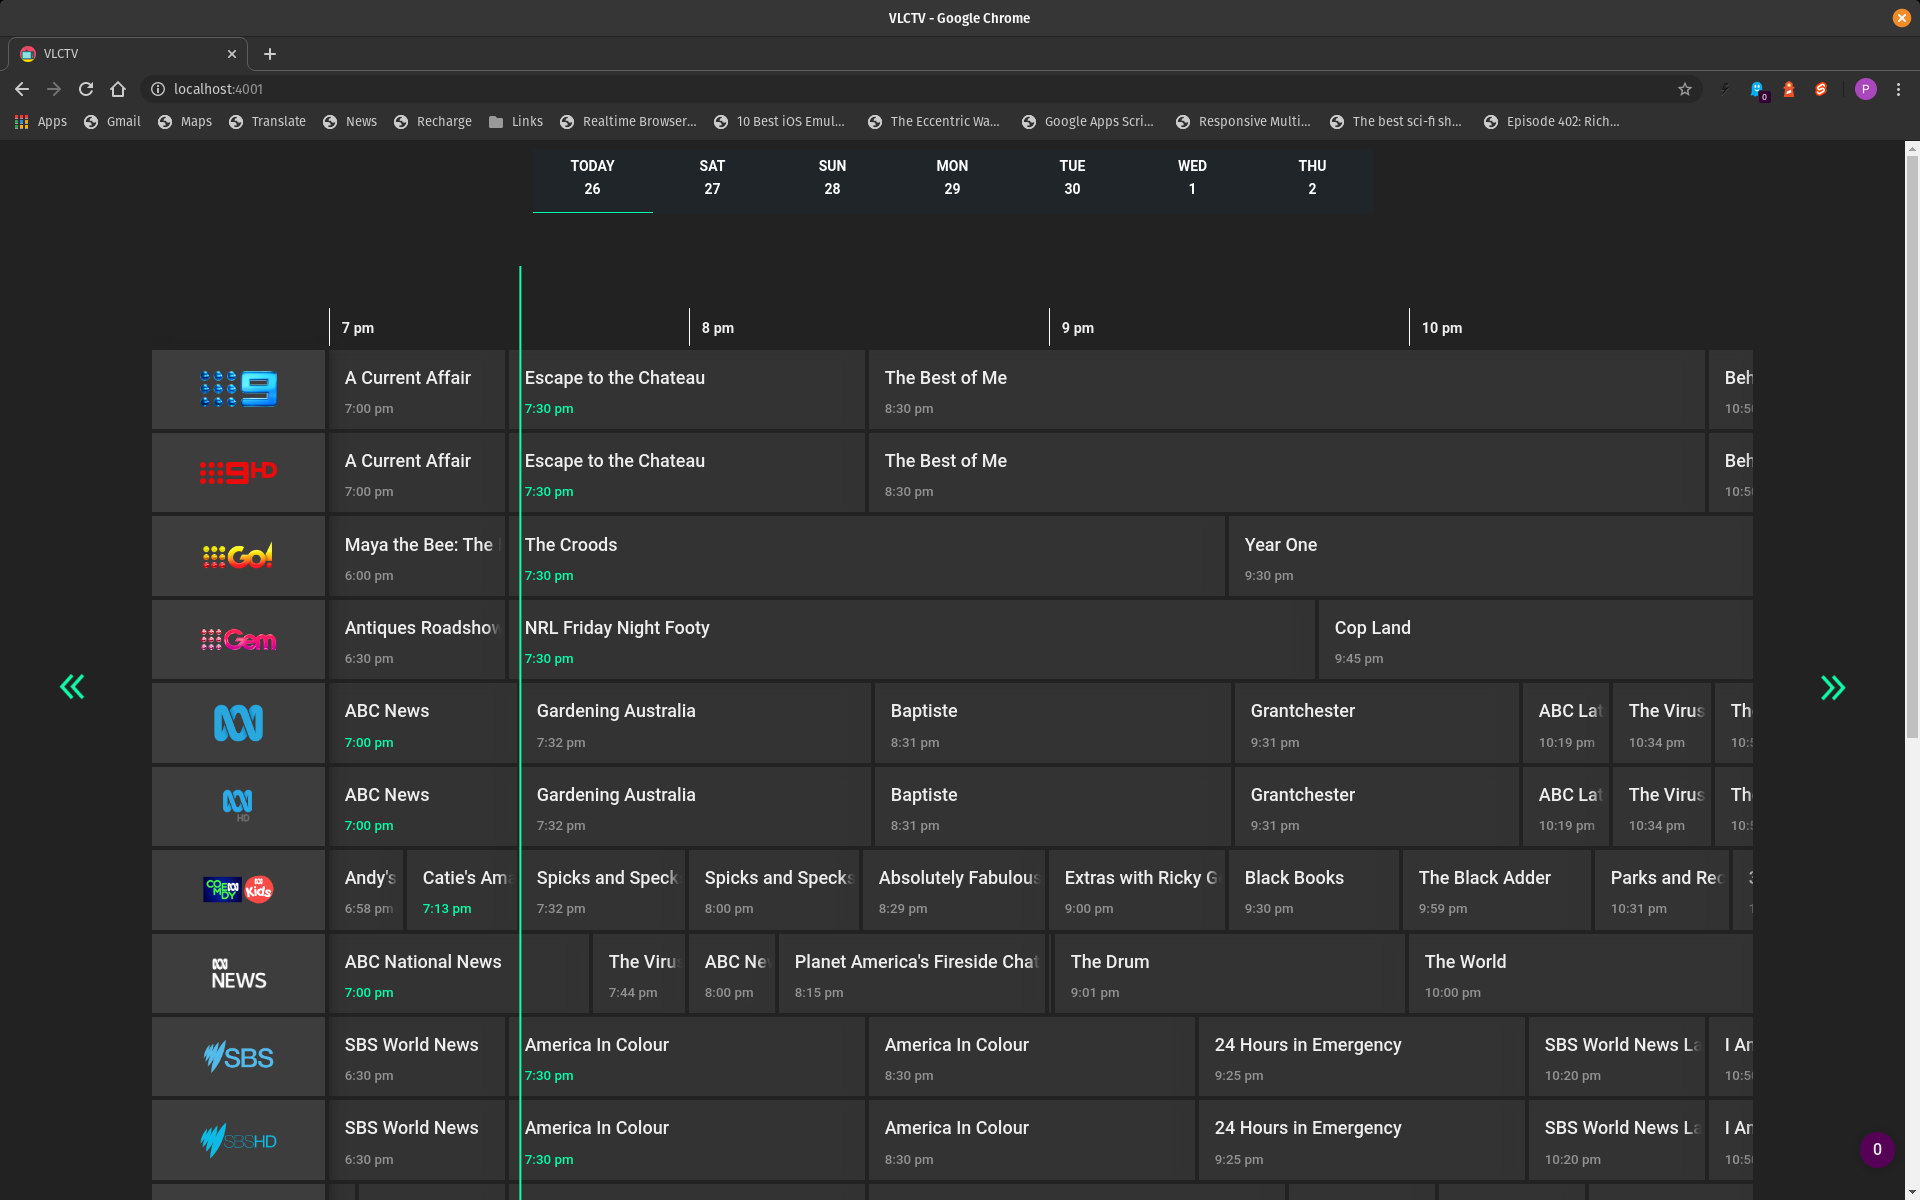 VLCTV - Google Chrome
VLCTV
localhost:4001
P
0
Apps Gmail Maps Translate News Recharge Links Realtime Browser... 10 Best iOS Emul... The Eccentric Wa... Google Apps Scri... Responsive Multi... The best sci-fi sh... Episode 402: Rich...
TODAY SAT SUN MON TUE WED THU
26 27 28 29 30 1 2
7 pm 8 pm 9 pm 10 pm
9 A Current Affair Escape to the Chateau The Best of Me Beh
7:00 pm 7:30 pm 8:30 pm 10:5
9HD A Current Affair Escape to the Chateau The Best of Me Beh
7:00 pm 7:30 pm 8:30 pm 10:5
Go! Maya the Bee: The The Croods Year One
6:00 pm 7:30 pm 9:30 pm
Gem Antiques Roadshow NRL Friday Night Footy Cop Land
6:30 pm 7:30 pm 9:45 pm
ABC News Gardening Australia Baptiste Grantchester ABC Lat The Virus Th
7:00 pm 7:32 pm 8:31 pm 9:31 pm 10:19 pm 10:34 pm 10:5
HD ABC News Gardening Australia Baptiste Grantchester ABC Lat The Virus Th
7:00 pm 7:32 pm 8:31 pm 9:31 pm 10:19 pm 10:34 pm 10:5
COMEDY Kids Andy's Catie's Ama Spicks and Speck Spicks and Specks Absolutely Fabulous Extras with Ricky G Black Books The Black Adder Parks and Rec 3
6:58 pm 7:13 pm 7:32 pm 8:00 pm 8:29 pm 9:00 pm 9:30 pm 9:59 pm 10:31 pm 1
NEWS ABC National News The Virus ABC New Planet America's Fireside Chat The Drum The World
7:00 pm 7:44 pm 8:00 pm 8:15 pm 9:01 pm 10:00 pm
SBS SBS World News America In Colour America In Colour 24 Hours in Emergency SBS World News La I An
6:30 pm 7:30 pm 8:30 pm 9:25 pm 10:20 pm 10:5
SBS HD SBS World News America In Colour America In Colour 24 Hours in Emergency SBS World News La I An
6:30 pm 7:30 pm 8:30 pm 9:25 pm 10:20 pm 10:5
0